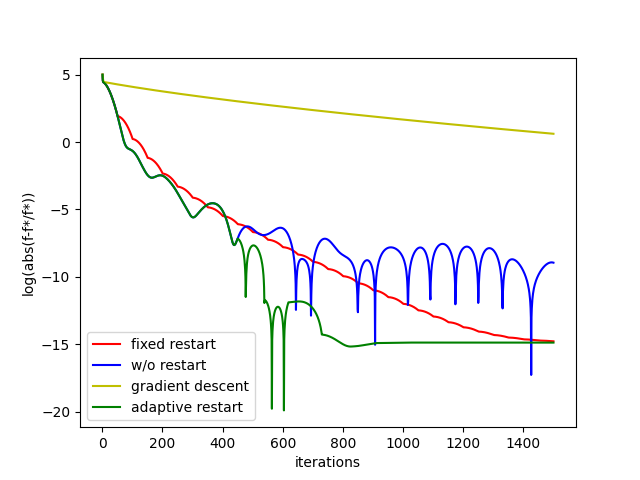 5
0
−5
−10
−15
−20
log(abs(f-f*/f*))
fixed restart
w/o restart
gradient descent
adaptive restart
0 200 400 600 800 1000 1200 1400
iterations